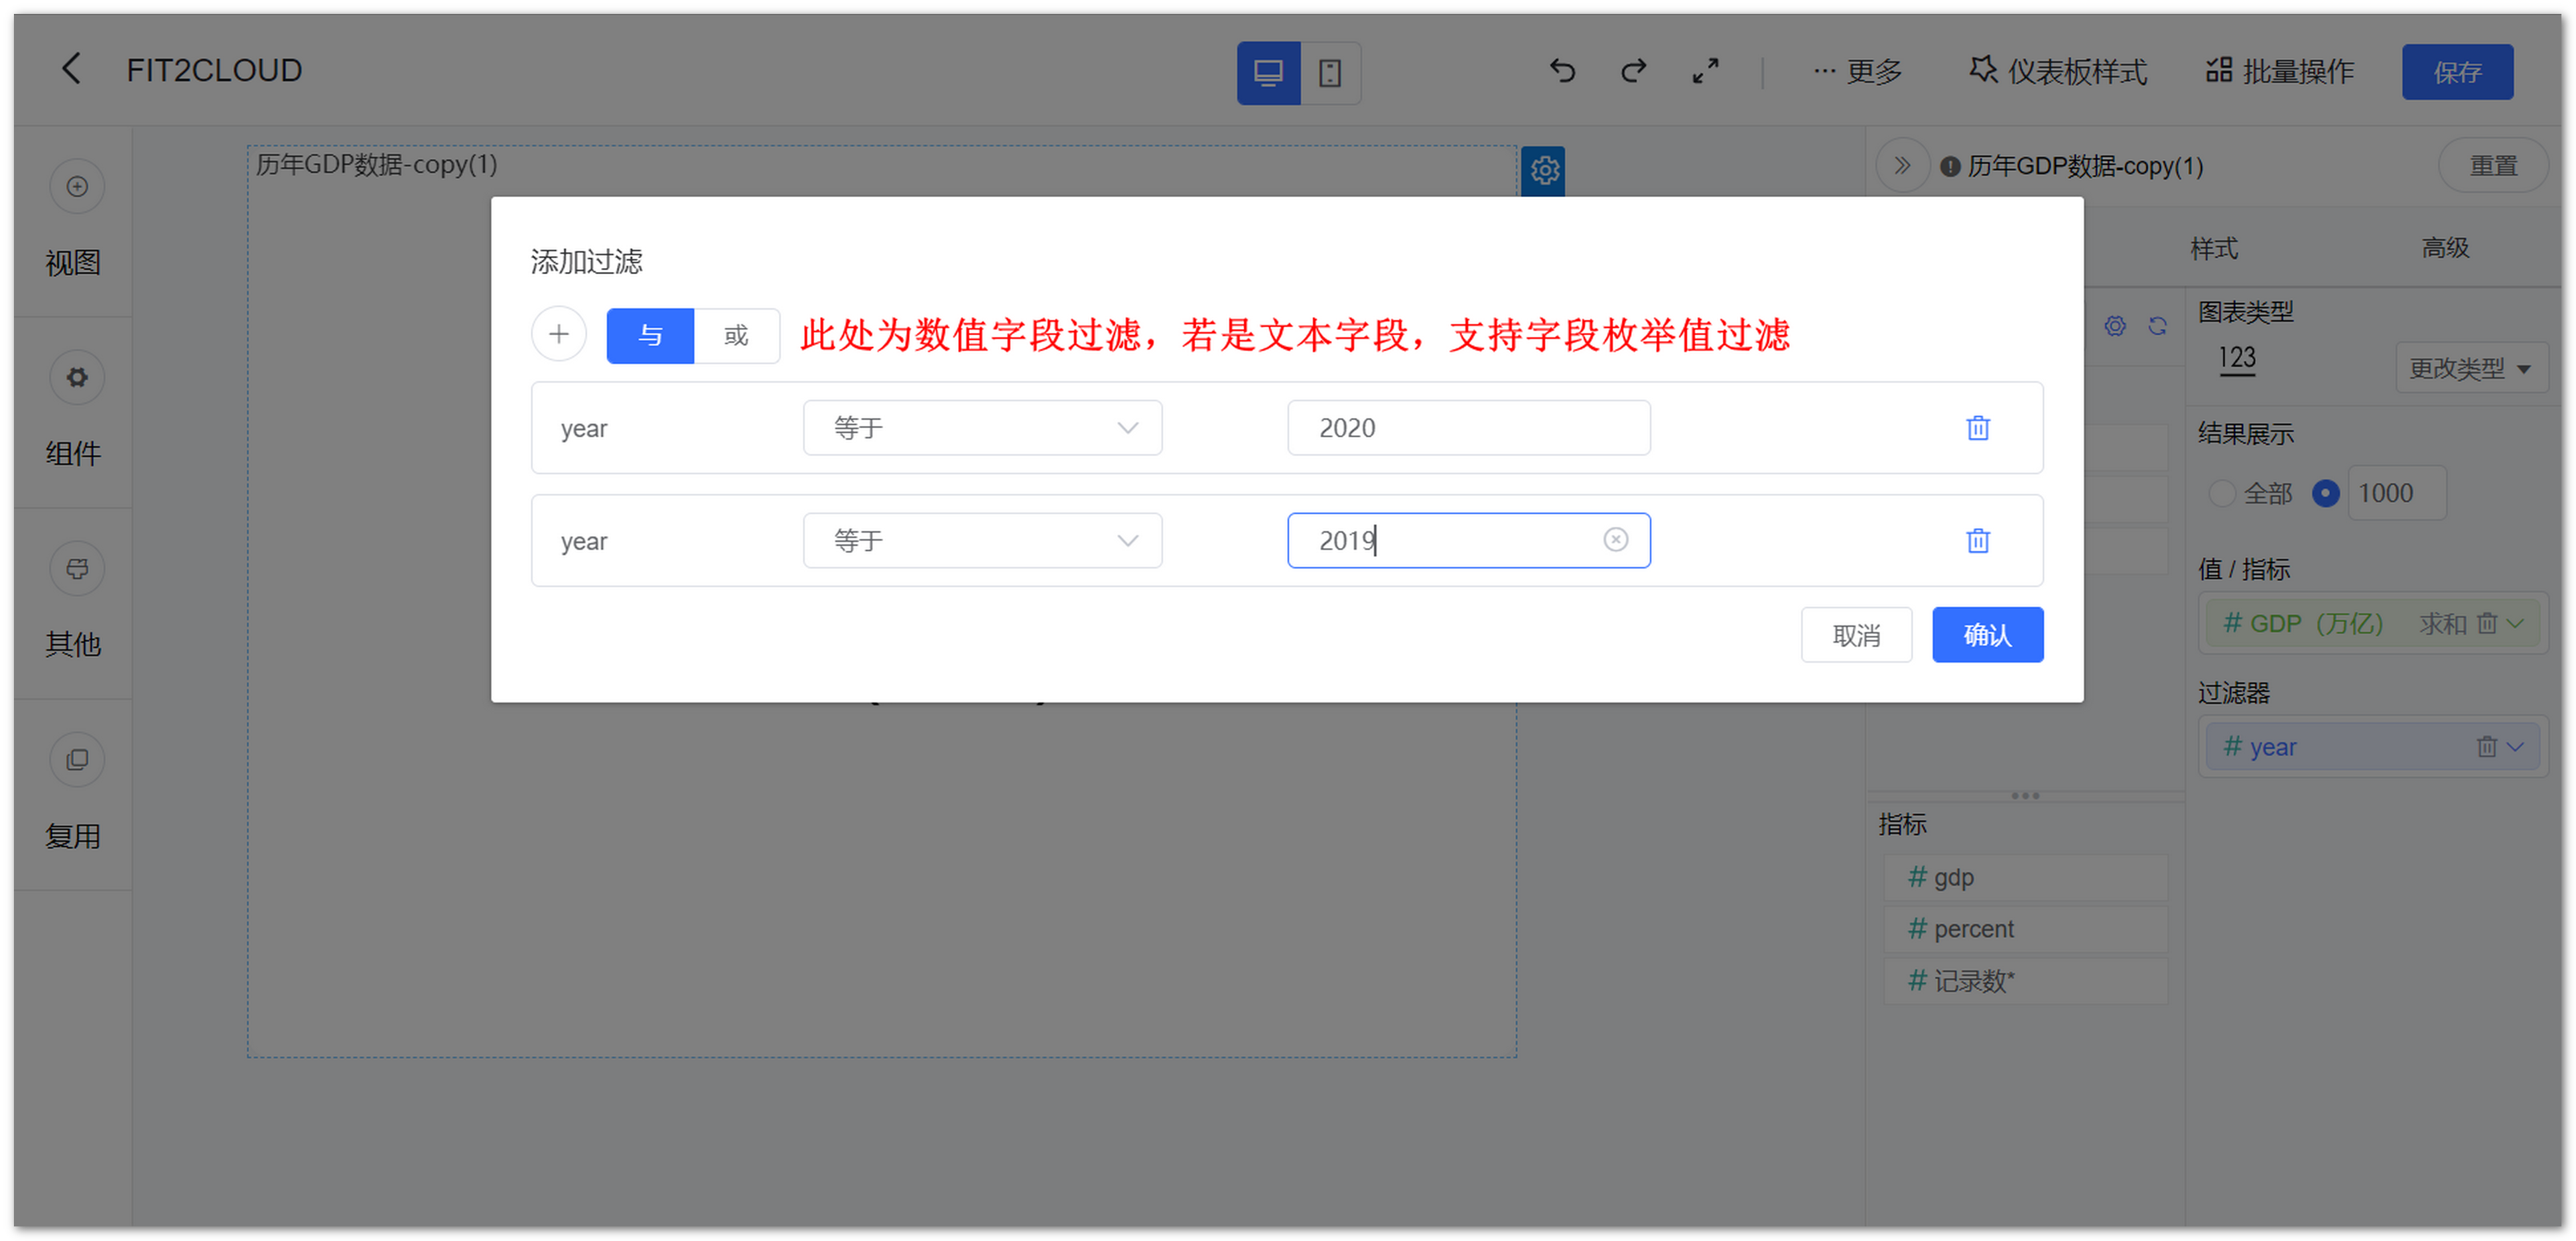 FIT2CLOUD
··· 更多
仪表板样式
批量操作
保存
视图
组件
其他
复用
历年GDP数据-copy(1)
历年GDP数据-copy(1)
重置
样式
高级
添加过滤
与
或
此处为数值字段过滤，若是文本字段，支持字段枚举值过滤
year
等于
2020
year
等于
2019
取消
确认
图表类型
123
更改类型
结果展示
全部
1000
值 / 指标
# GDP（万亿）
求和
过滤器
# year
指标
# gdp
# percent
# 记录数*